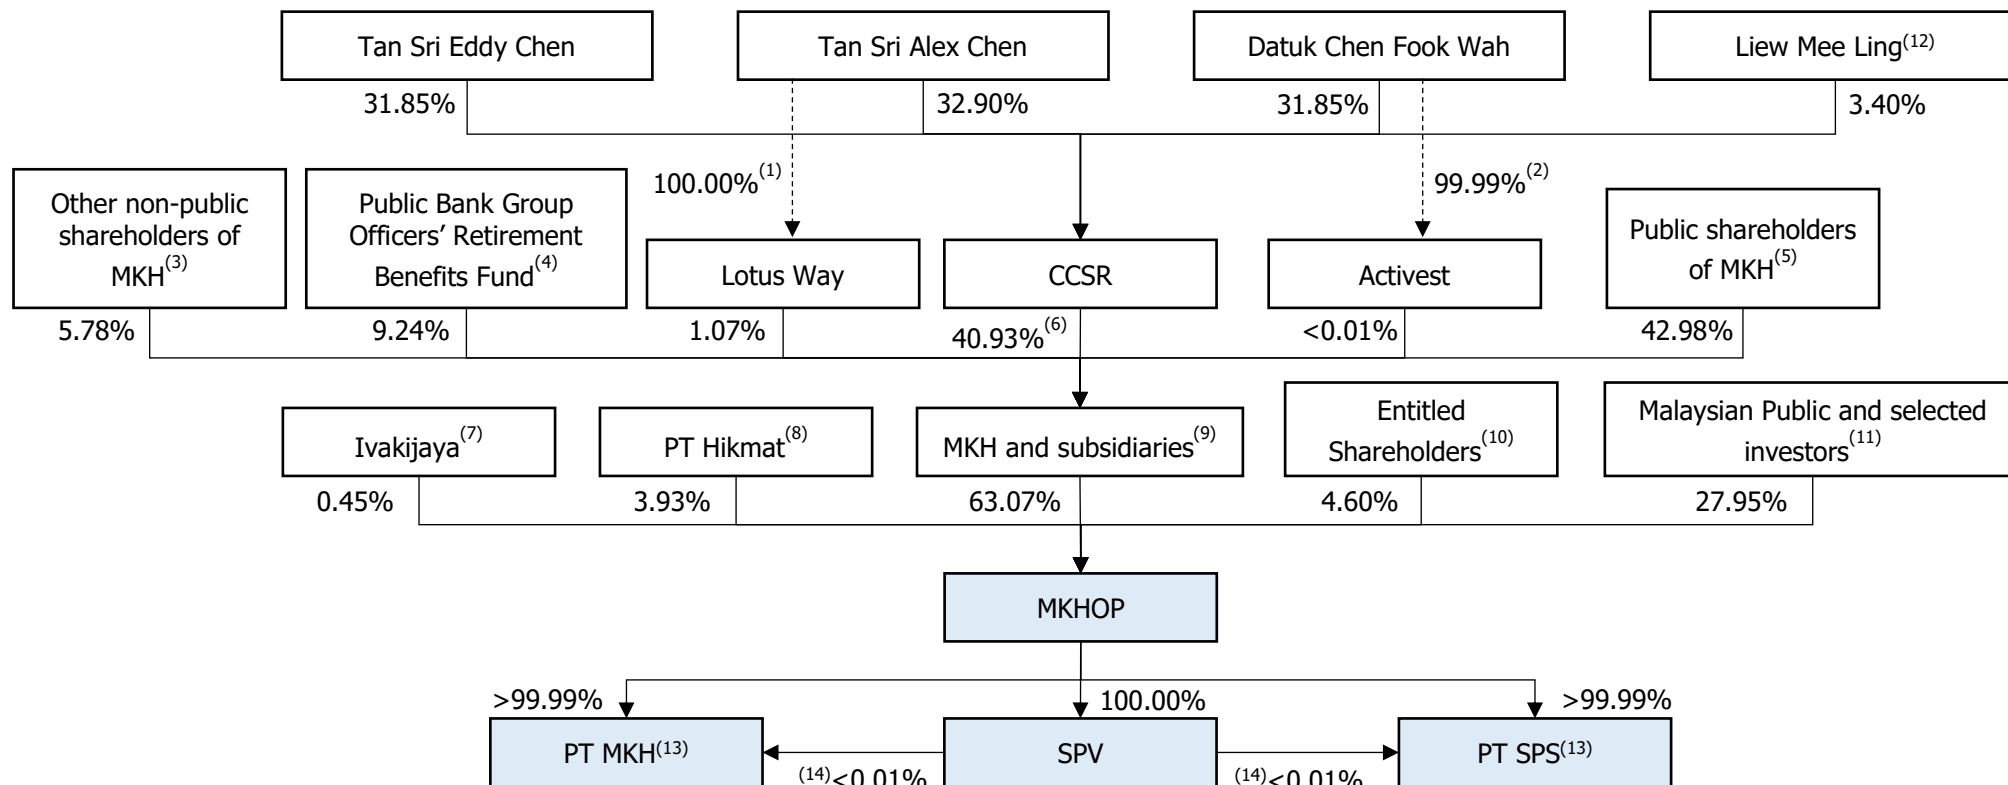 Tan Sri Eddy Chen
Tan Sri Alex Chen
Datuk Chen Fook Wah
Liew Mee Ling(12)
31.85%
32.90%
31.85%
3.40%
100.00%(1)
99.99%(2)
Other non-public
shareholders of
MKH(3)
Public Bank Group
Officers’ Retirement
Benefits Fund(4)
Lotus Way
CCSR
Activest
Public shareholders
of MKH(5)
5.78%
9.24%
1.07%
40.93%(6)
<0.01%
42.98%
Ivakijaya(7)
PT Hikmat(8)
MKH and subsidiaries(9)
Entitled
Shareholders(10)
Malaysian Public and selected
investors(11)
0.45%
3.93%
63.07%
4.60%
27.95%
MKHOP
>99.99%
100.00%
>99.99%
PT MKH(13)
SPV
PT SPS(13)
(14)<0.01%
(14)<0.01%